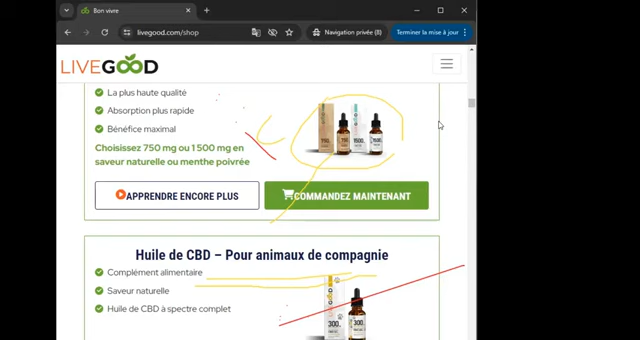 Bon vivre
livegood.com/shop
Navigation privée (8)
Terminer la mise à jour
LIVEGOOD
La plus haute qualité
Absorption plus rapide
Bénéfice maximal
Choisissez 750 mg ou 1 500 mg en
saveur naturelle ou menthe poivrée
APPRENDRE ENCORE PLUS
COMMANDEZ MAINTENANT
Huile de CBD – Pour animaux de compagnie
Complément alimentaire
Saveur naturelle
Huile de CBD à spectre complet
300
300